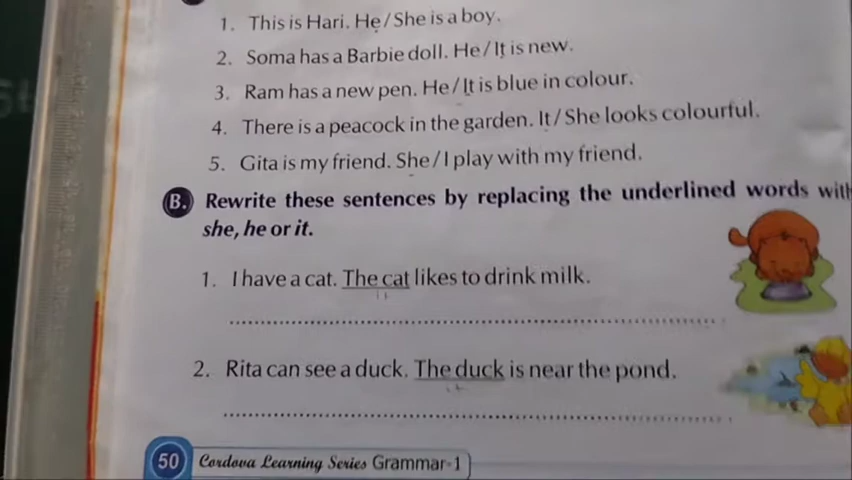 1. This is Hari. He/She is a boy.
2. Soma has a Barbie doll. He/It is new.
3. Ram has a new pen. He/It is blue in colour.
4. There is a peacock in the garden. It/She looks colourful.
5. Gita is my friend. She/I play with my friend.
B. Rewrite these sentences by replacing the underlined words with
she, he or it.
1. I have a cat. The cat likes to drink milk.
2. Rita can see a duck. The duck is near the pond.
50 Cordova Learning Series Grammar-1